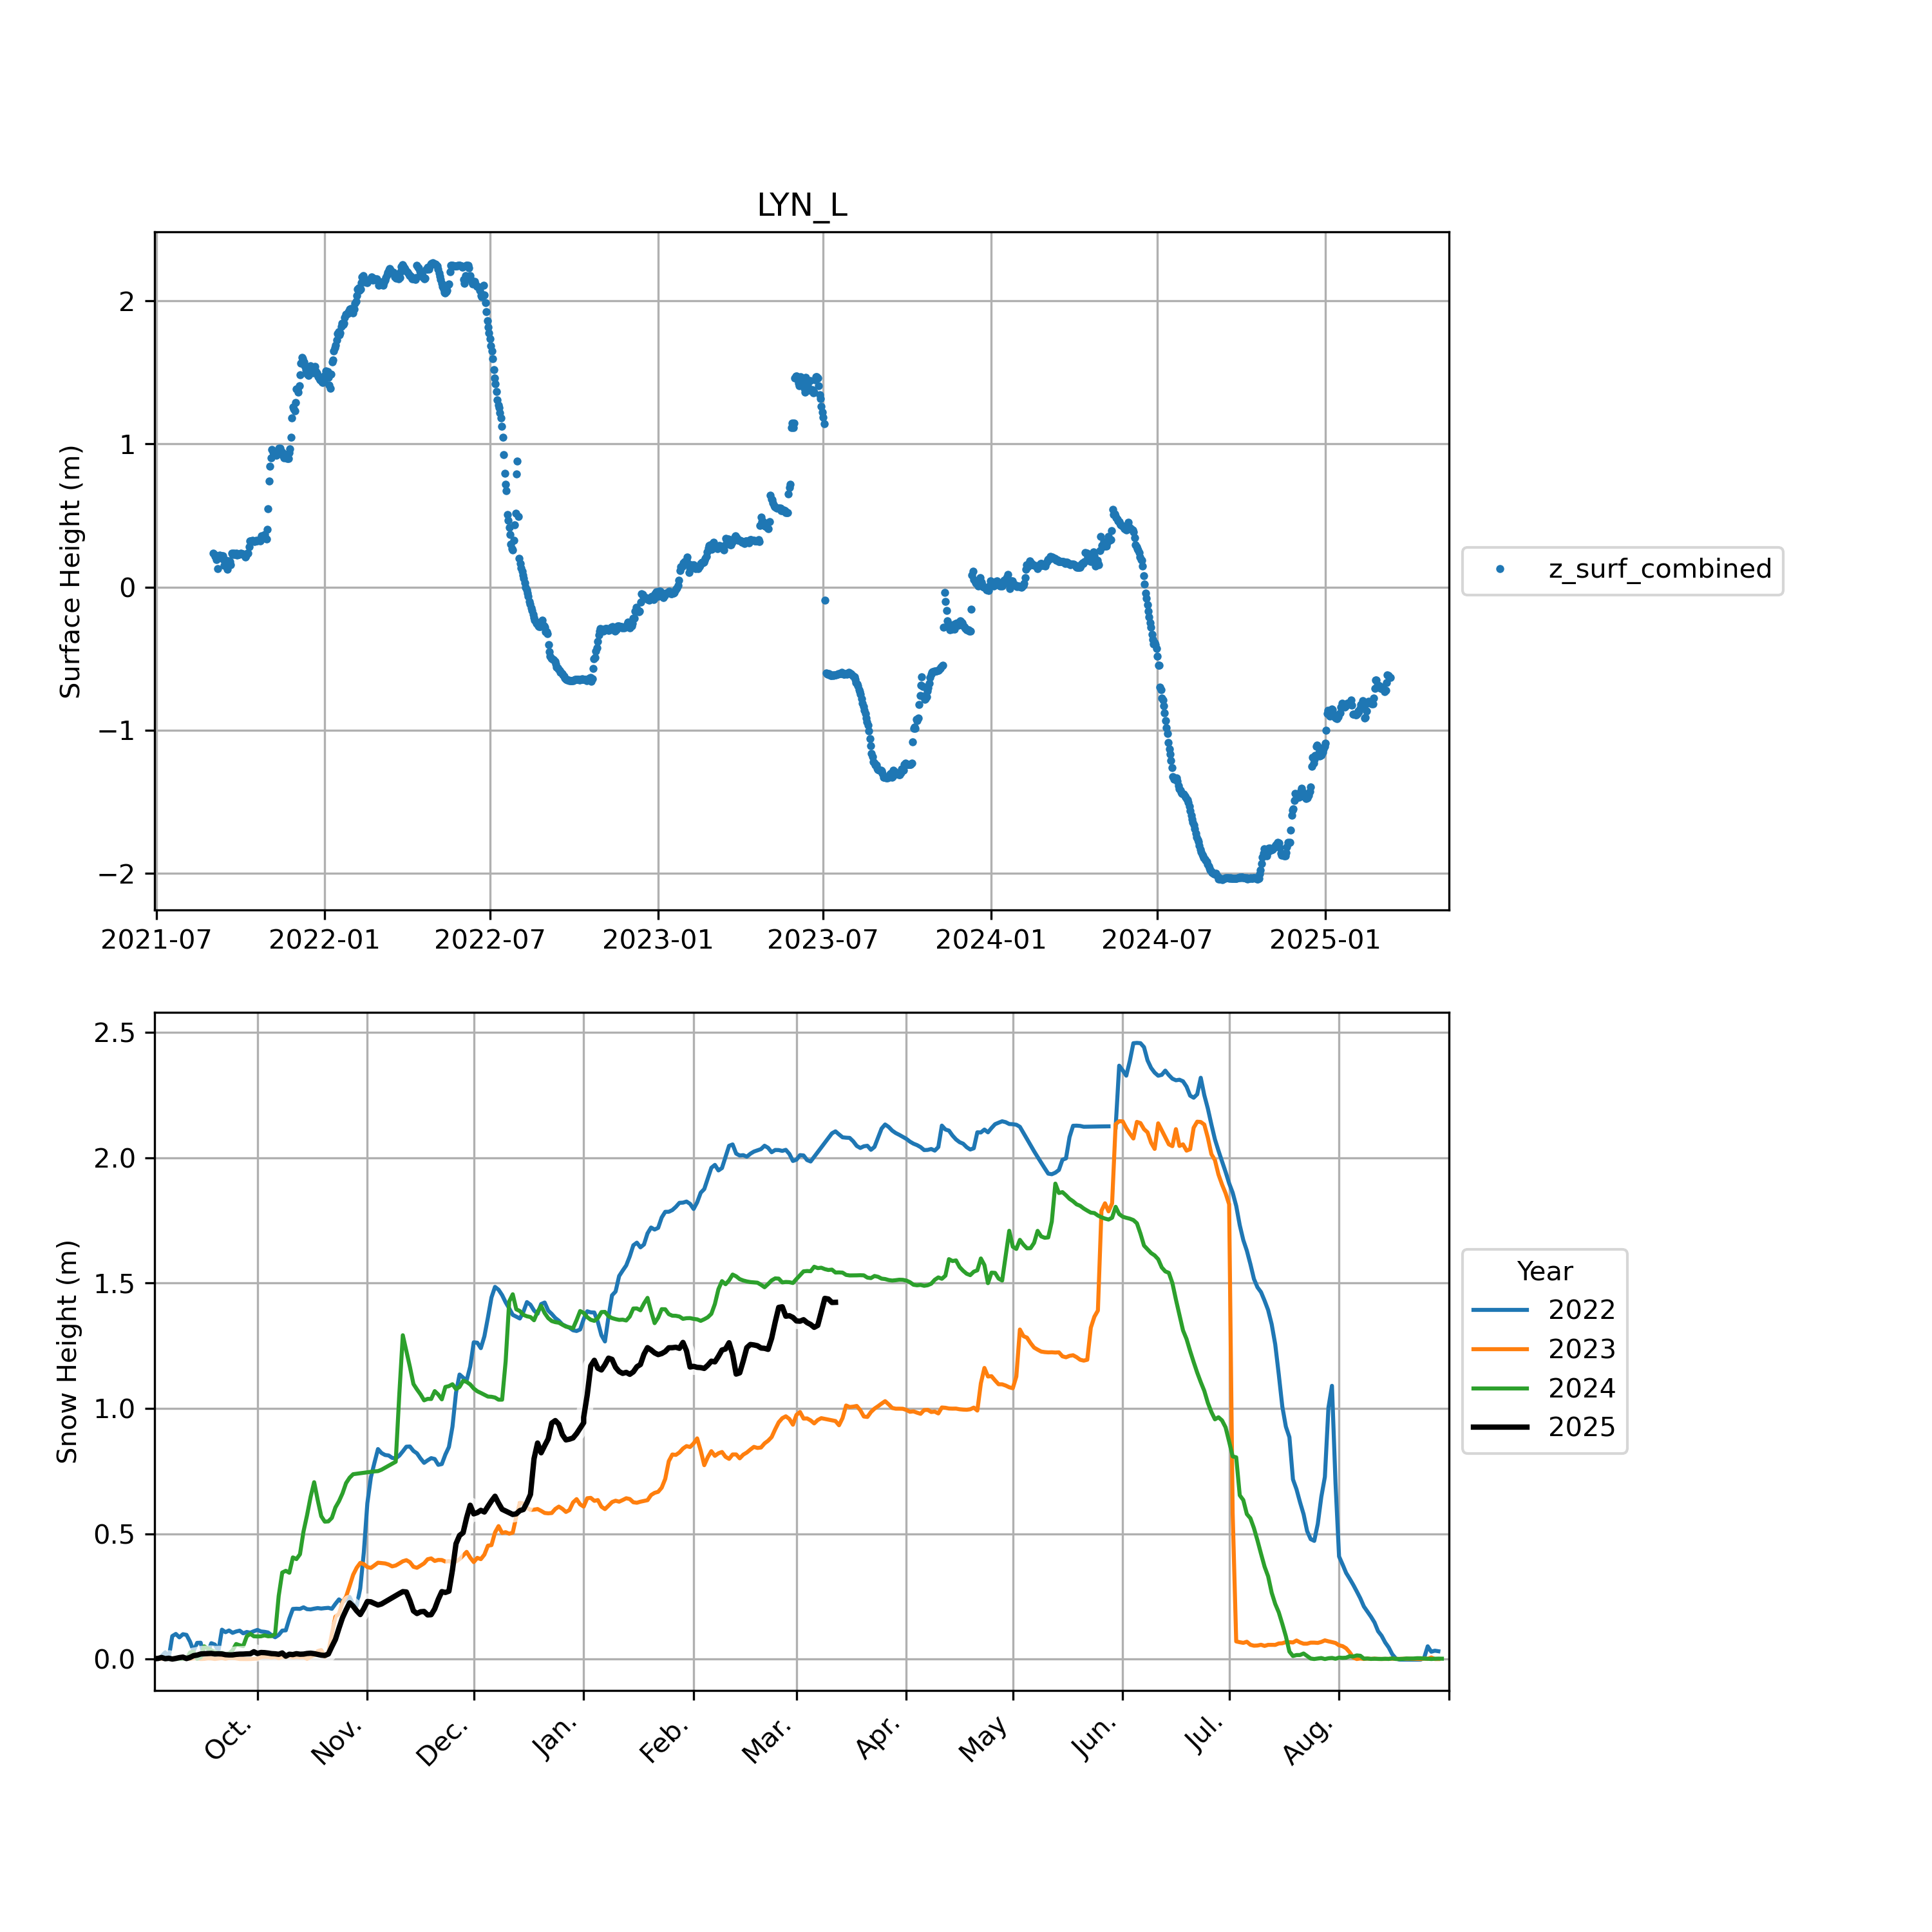 LYN_L
Surface Height (m)
2
1
0
−1
−2
2021-07 2022-01 2022-07 2023-01 2023-07 2024-01 2024-07 2025-01
z_surf_combined
Snow Height (m)
2.5
2.0
1.5
1.0
0.5
0.0
Oct. Nov. Dec. Jan. Feb. Mar. Apr. May Jun. Jul. Aug.
Year
2022
2023
2024
2025